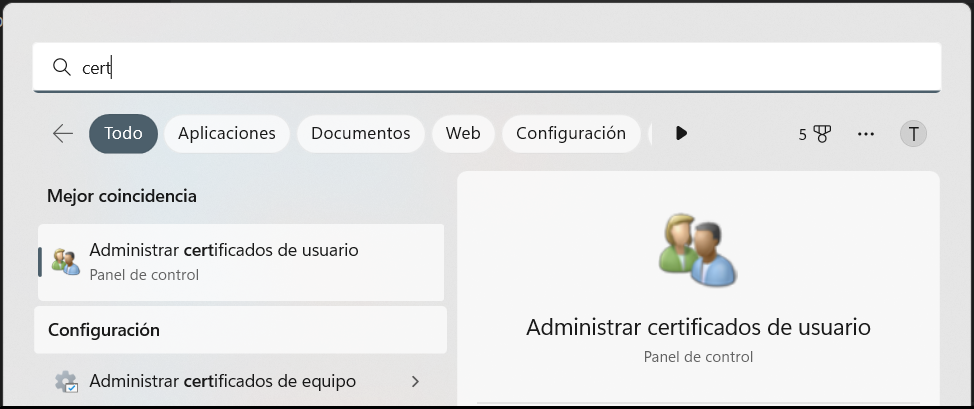 cert
Todo
Aplicaciones
Documentos
Web
Configuración
5
T
Mejor coincidencia
Administrar certificados de usuario
Panel de control
Configuración
Administrar certificados de equipo
Administrar certificados de usuario
Panel de control